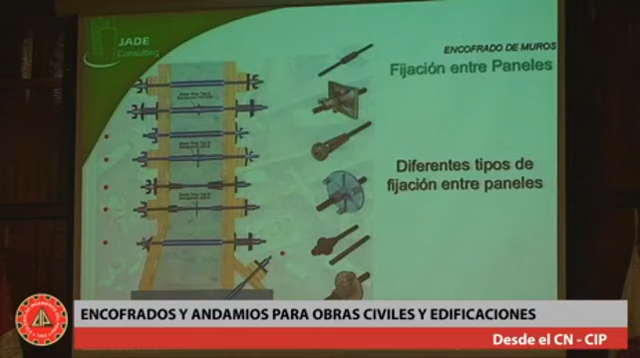 JADE
Consulting
ENCOFRADO DE MUROS
Fijación entre Paneles
Diferentes tipos de
fijación entre paneles
ENCOFRADOS Y ANDAMIOS PARA OBRAS CIVILES Y EDIFICACIONES
Desde el CN - CIP